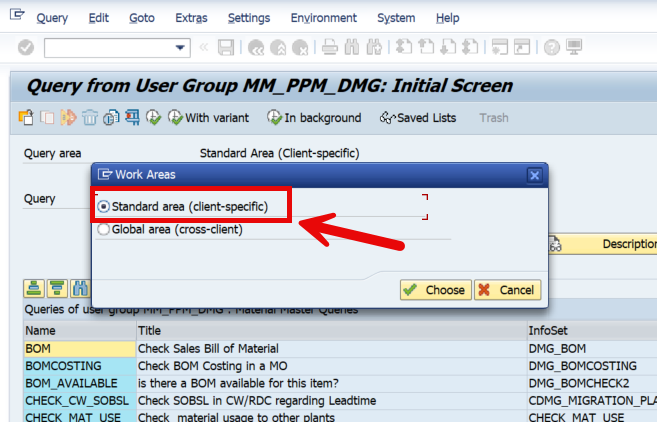 Query Edit Goto Extras Settings Environment System Help
Query from User Group MM_PPM_DMG: Initial Screen
With variant In background Saved Lists Trash
Query area Standard Area (Client-specific)
Work Areas
Query
Standard area (client-specific)
Global area (cross-client)
Description
Choose Cancel
Queries of user group MM_PPM_DMG : Material Master Queries
Name Title InfoSet
BOM Check Sales Bill of Material DMG_BOM
BOMCOSTING Check BOM Costing in a MO DMG_BOMCOSTING
BOM_AVAILABLE is there a BOM available for this item? DMG_BOMCHECK2
CHECK_CW_SOBSL Check SOBSL in CW/RDC regarding Leadtime CDMG_MIGRATION_PLA
CHECK_MAT_USE Check material usage to other plants CHECK_MAT_USE